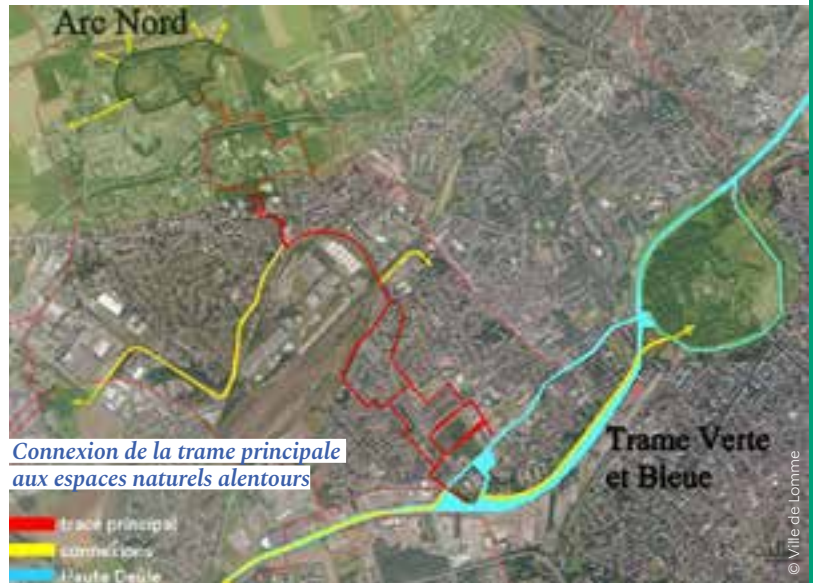 Arc Nord
Trame Verte
et Bleue
Connexion de la trame principale
aux espaces naturels alentours
tracé principal
connexions
Haute Deûle
© Ville de Lomme